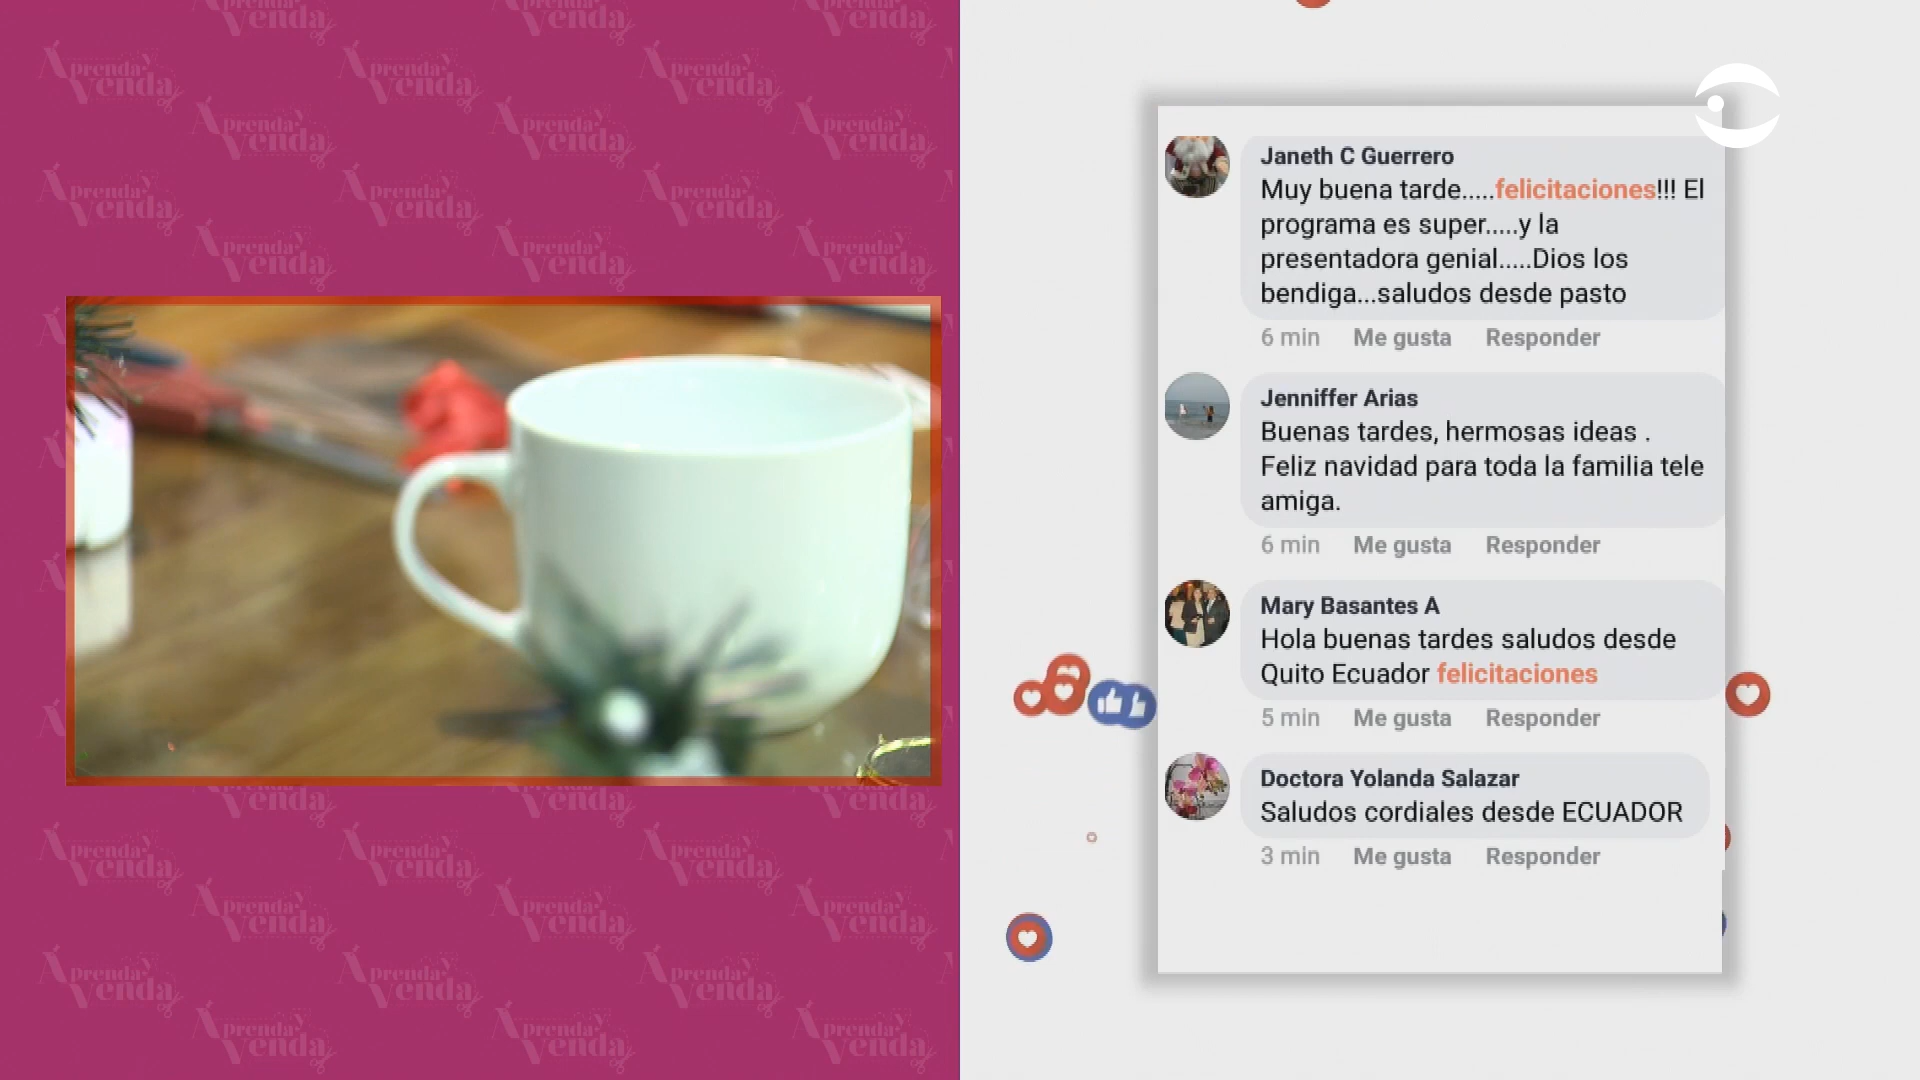 Aprenda y
Venda
Janeth C Guerrero
Muy buena tarde.....felicitaciones!!! El
programa es super.....y la
presentadora genial.....Dios los
bendiga...saludos desde pasto
6 min Me gusta Responder
Jenniffer Arias
Buenas tardes, hermosas ideas .
Feliz navidad para toda la familia tele
amiga.
6 min Me gusta Responder
Mary Basantes A
Hola buenas tardes saludos desde
Quito Ecuador felicitaciones
5 min Me gusta Responder
Doctora Yolanda Salazar
Saludos cordiales desde ECUADOR
3 min Me gusta Responder